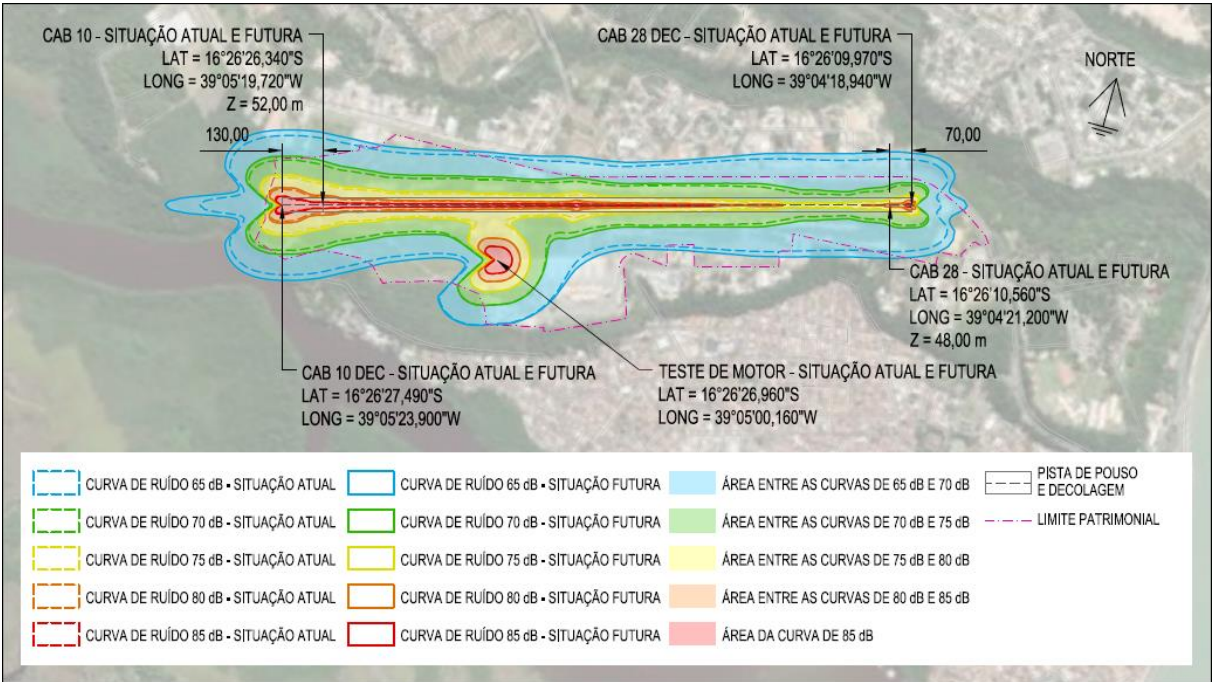 CAB 10 - SITUAÇÃO ATUAL E FUTURA
LAT = 16°26'26,340"S
LONG = 39°05'19,720"W
Z = 52,00 m
130,00
CAB 28 DEC - SITUAÇÃO ATUAL E FUTURA
LAT = 16°26'09,970"S
LONG = 39°04'18,940"W
70,00
NORTE
CAB 28 - SITUAÇÃO ATUAL E FUTURA
LAT = 16°26'10,560"S
LONG = 39°04'21,200"W
Z = 48,00 m
CAB 10 DEC - SITUAÇÃO ATUAL E FUTURA
LAT = 16°26'27,490"S
LONG = 39°05'23,900"W
TESTE DE MOTOR - SITUAÇÃO ATUAL E FUTURA
LAT = 16°26'26,960"S
LONG = 39°05'00,160"W
CURVA DE RUÍDO 65 dB - SITUAÇÃO ATUAL
CURVA DE RUÍDO 70 dB - SITUAÇÃO ATUAL
CURVA DE RUÍDO 75 dB - SITUAÇÃO ATUAL
CURVA DE RUÍDO 80 dB - SITUAÇÃO ATUAL
CURVA DE RUÍDO 85 dB - SITUAÇÃO ATUAL
CURVA DE RUÍDO 65 dB - SITUAÇÃO FUTURA
CURVA DE RUÍDO 70 dB - SITUAÇÃO FUTURA
CURVA DE RUÍDO 75 dB - SITUAÇÃO FUTURA
CURVA DE RUÍDO 80 dB - SITUAÇÃO FUTURA
CURVA DE RUÍDO 85 dB - SITUAÇÃO FUTURA
ÁREA ENTRE AS CURVAS DE 65 dB E 70 dB
ÁREA ENTRE AS CURVAS DE 70 dB E 75 dB
ÁREA ENTRE AS CURVAS DE 75 dB E 80 dB
ÁREA ENTRE AS CURVAS DE 80 dB E 85 dB
ÁREA DA CURVA DE 85 dB
PISTA DE POUSO
E DECOLAGEM
LIMITE PATRIMONIAL